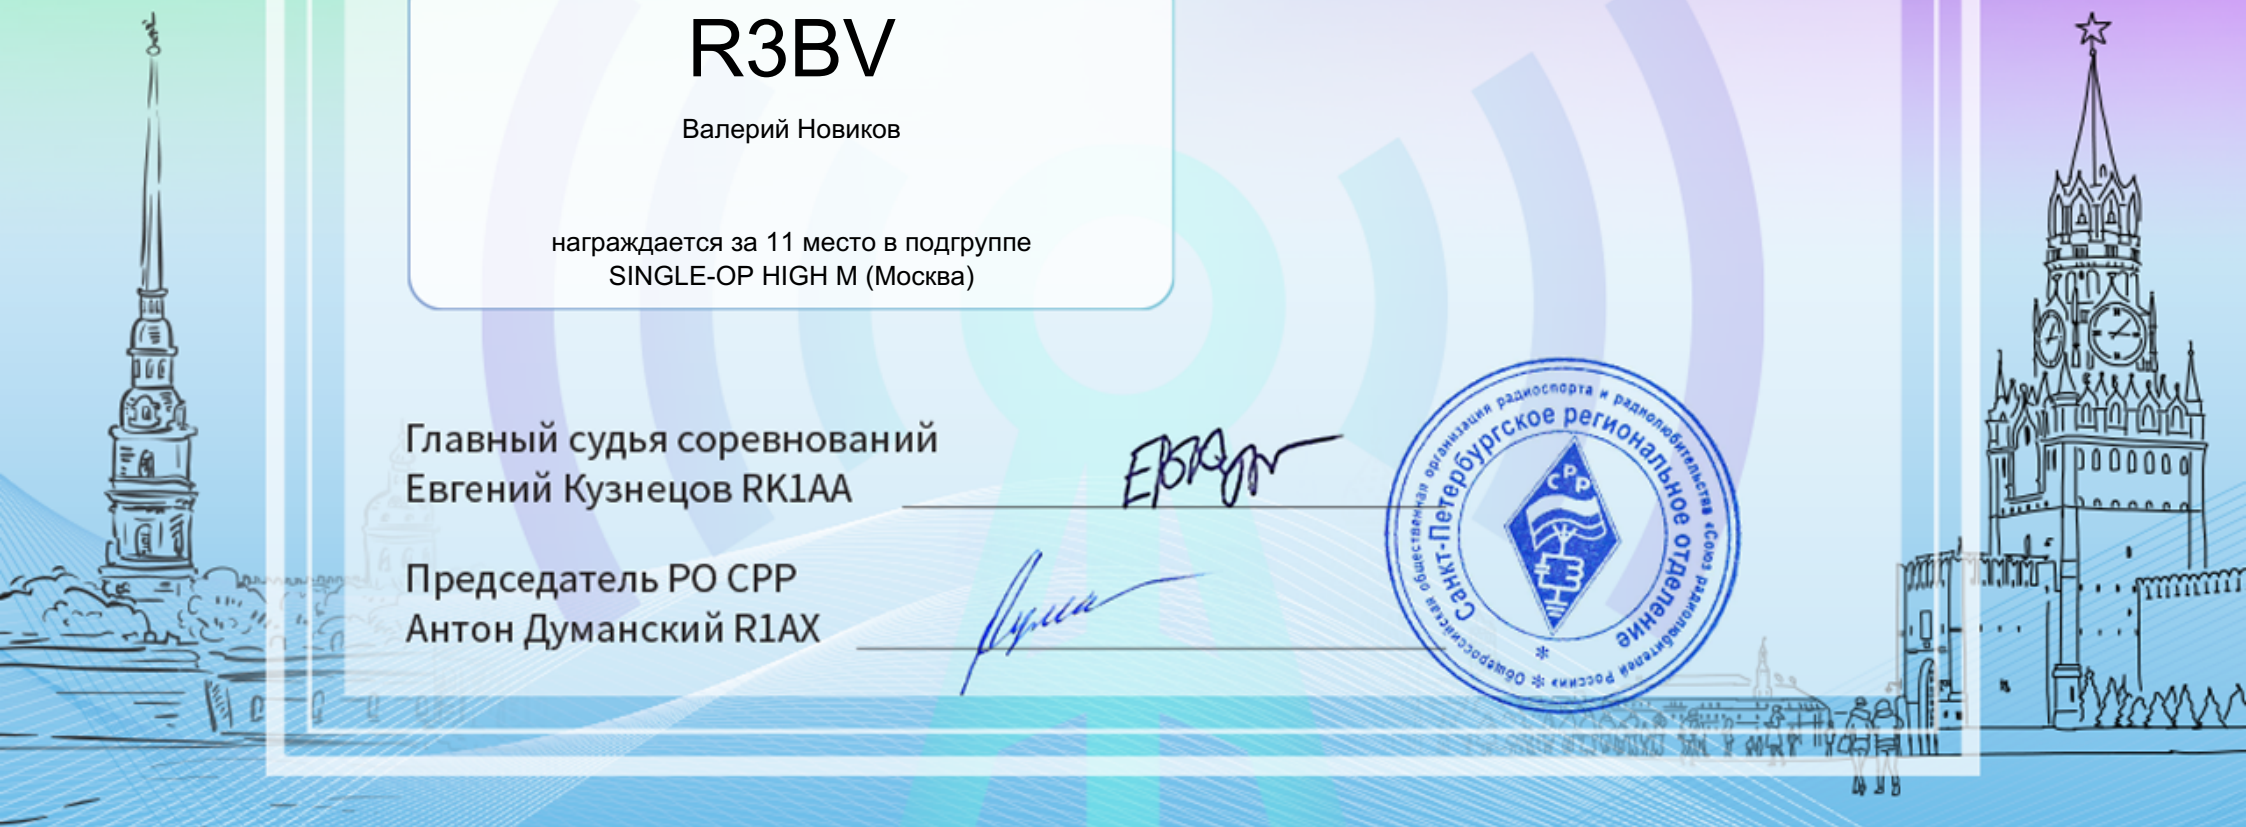 R3BV
Валерий Новиков
награждается за 11 место в подгруппе
SINGLE-OP HIGH M (Москва)
Главный судья соревнований
Евгений Кузнецов RK1AA
Председатель РО СРР
Антон Думанский R1AX
Общероссийская общественная организация радиоспорта и радиолюбительства «Союз радиолюбителей России»
Санкт-Петербургское региональное отделение
СРР